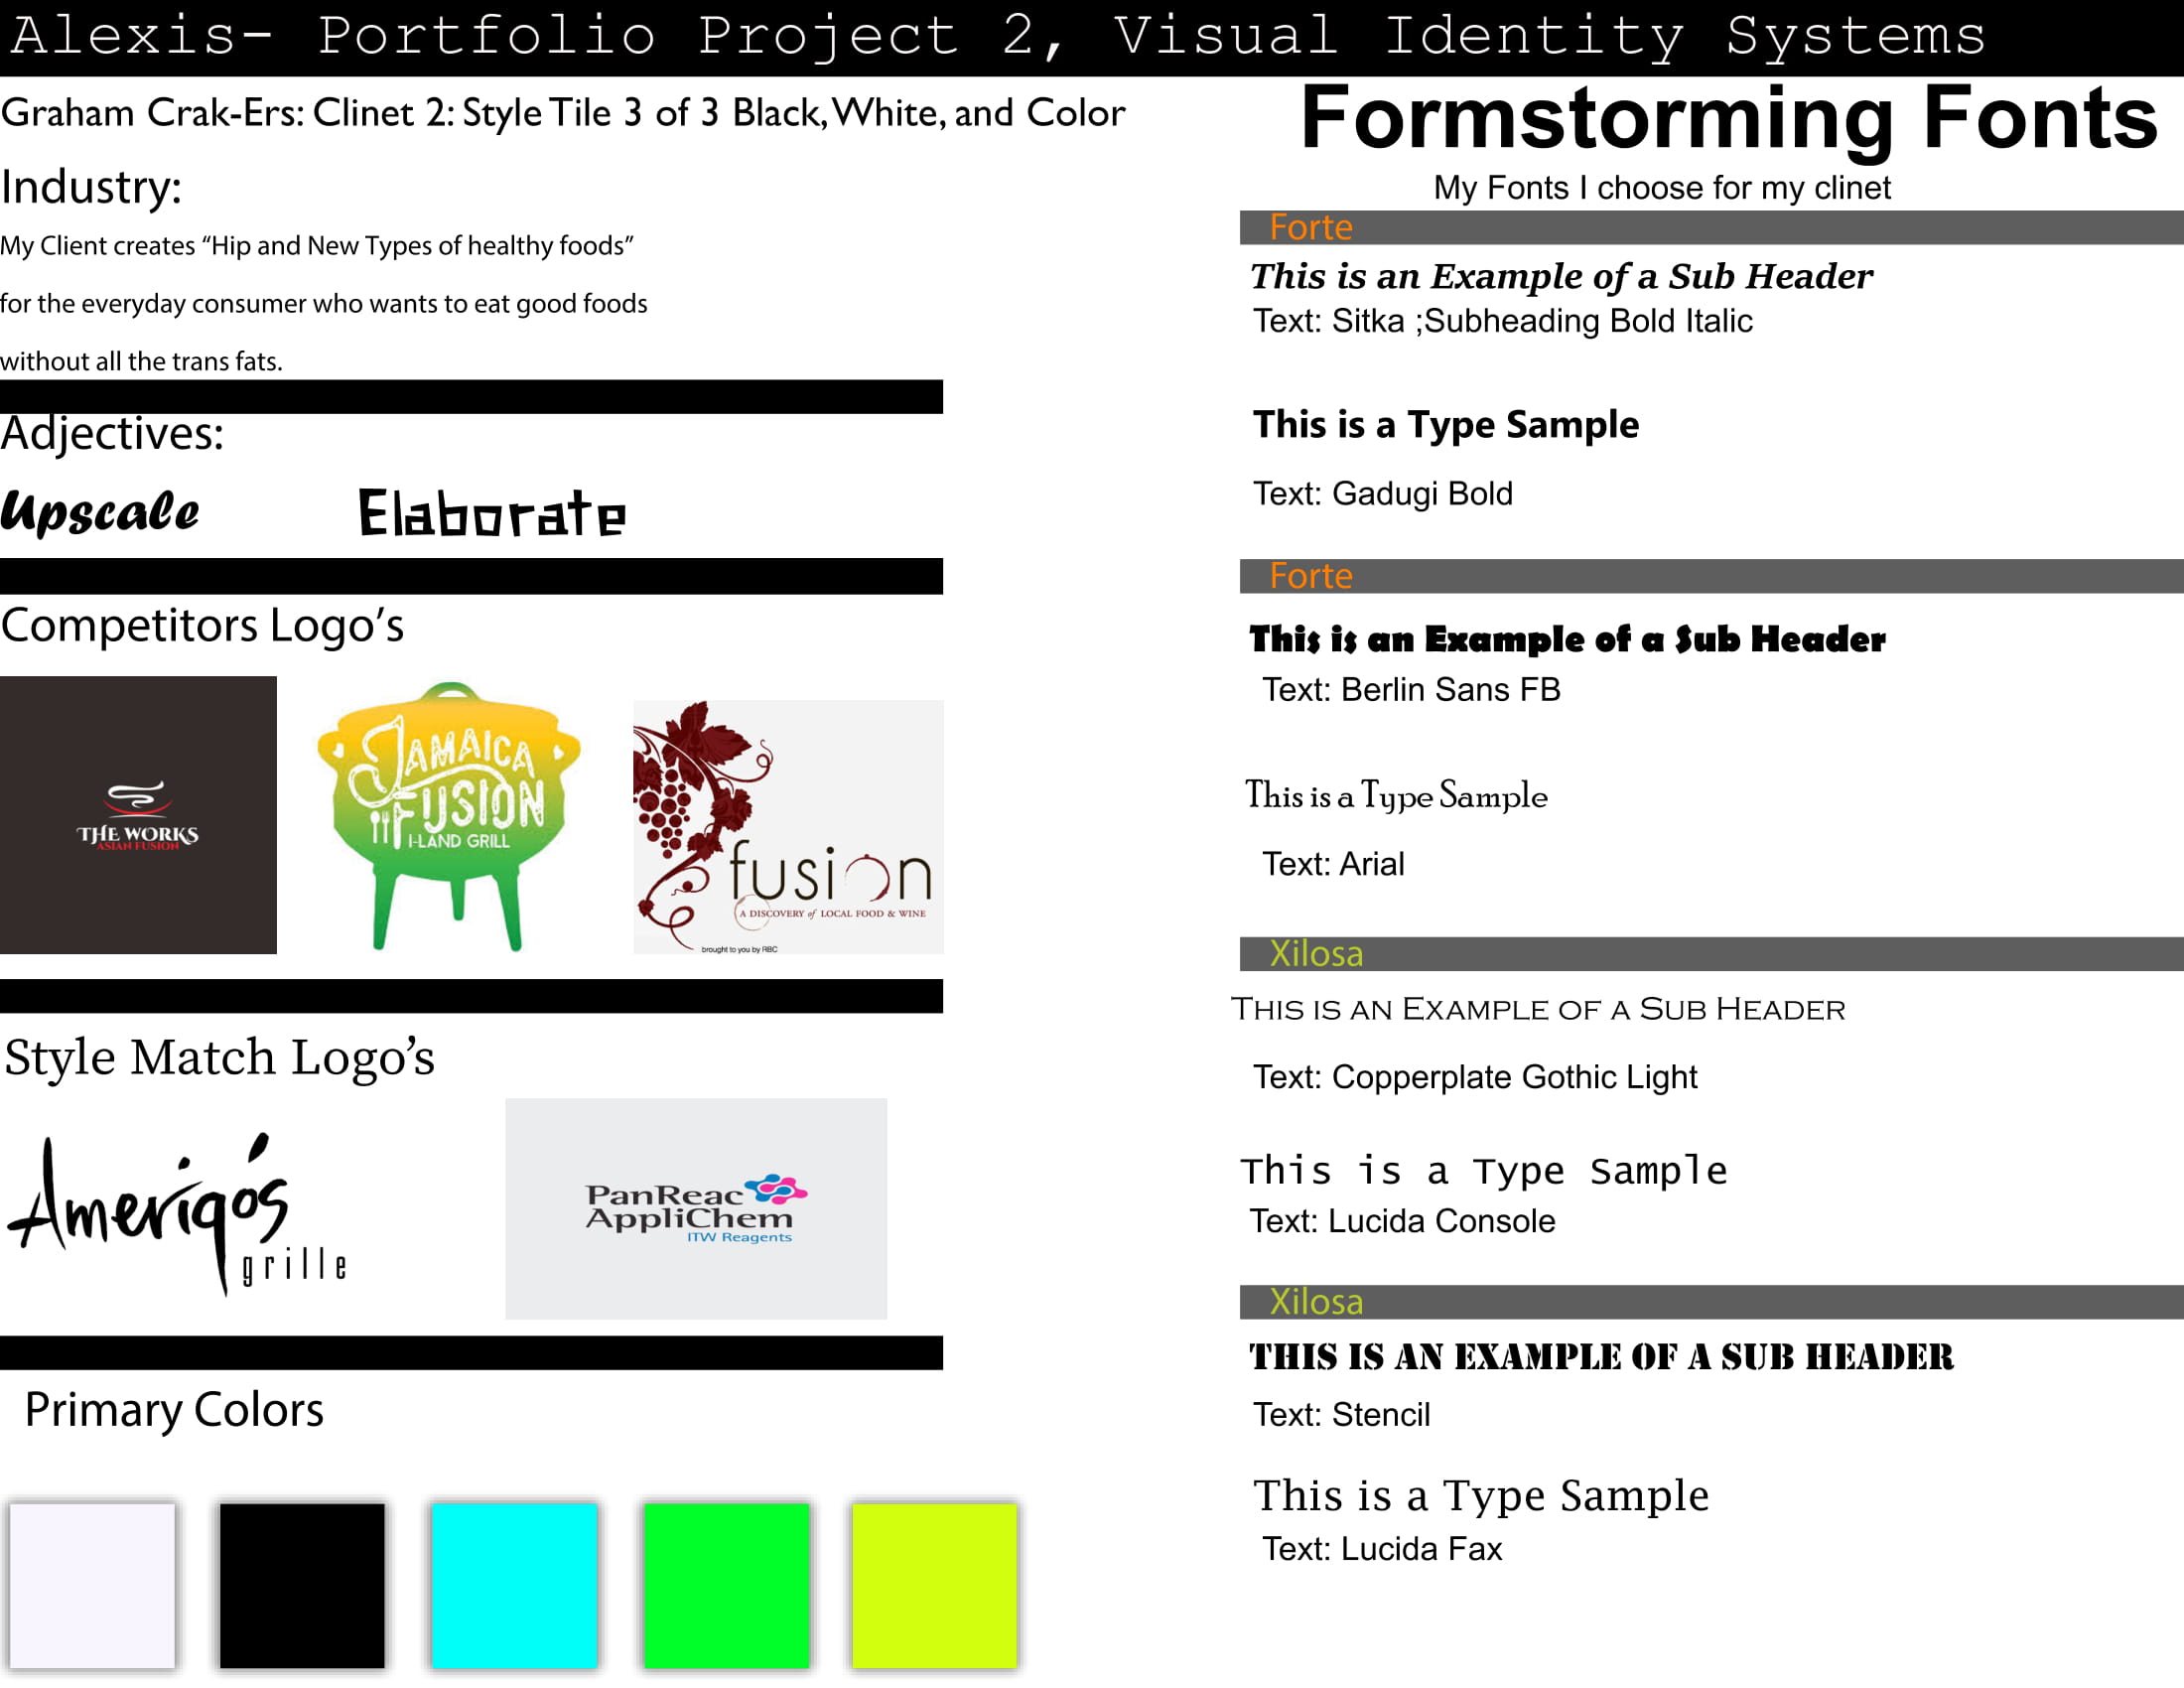 Alexis- Portfolio Project 2, Visual Identity Systems
Graham Crak-Ers: Clinet 2: Style Tile 3 of 3 Black, White, and Color
Industry:
My Client creates “Hip and New Types of healthy foods”
for the everyday consumer who wants to eat good foods
without all the trans fats.
Adjectives:
Upscale Elaborate
Competitors Logo’s
THE WORKS
ASIAN FUSION
JAMAICA
FUSION
I-LAND GRILL
fusion
A DISCOVERY of LOCAL FOOD & WINE
brought to you by RBC
Style Match Logo’s
Amerigo's
grille
PanReac
AppliChem
ITW Reagents
Primary Colors
Formstorming Fonts
My Fonts I choose for my clinet
Forte
This is an Example of a Sub Header
Text: Sitka ;Subheading Bold Italic
This is a Type Sample
Text: Gadugi Bold
Forte
This is an Example of a Sub Header
Text: Berlin Sans FB
This is a Type Sample
Text: Arial
Xilosa
This is an Example of a Sub Header
Text: Copperplate Gothic Light
This is a Type Sample
Text: Lucida Console
Xilosa
THIS IS AN EXAMPLE OF A SUB HEADER
Text: Stencil
This is a Type Sample
Text: Lucida Fax